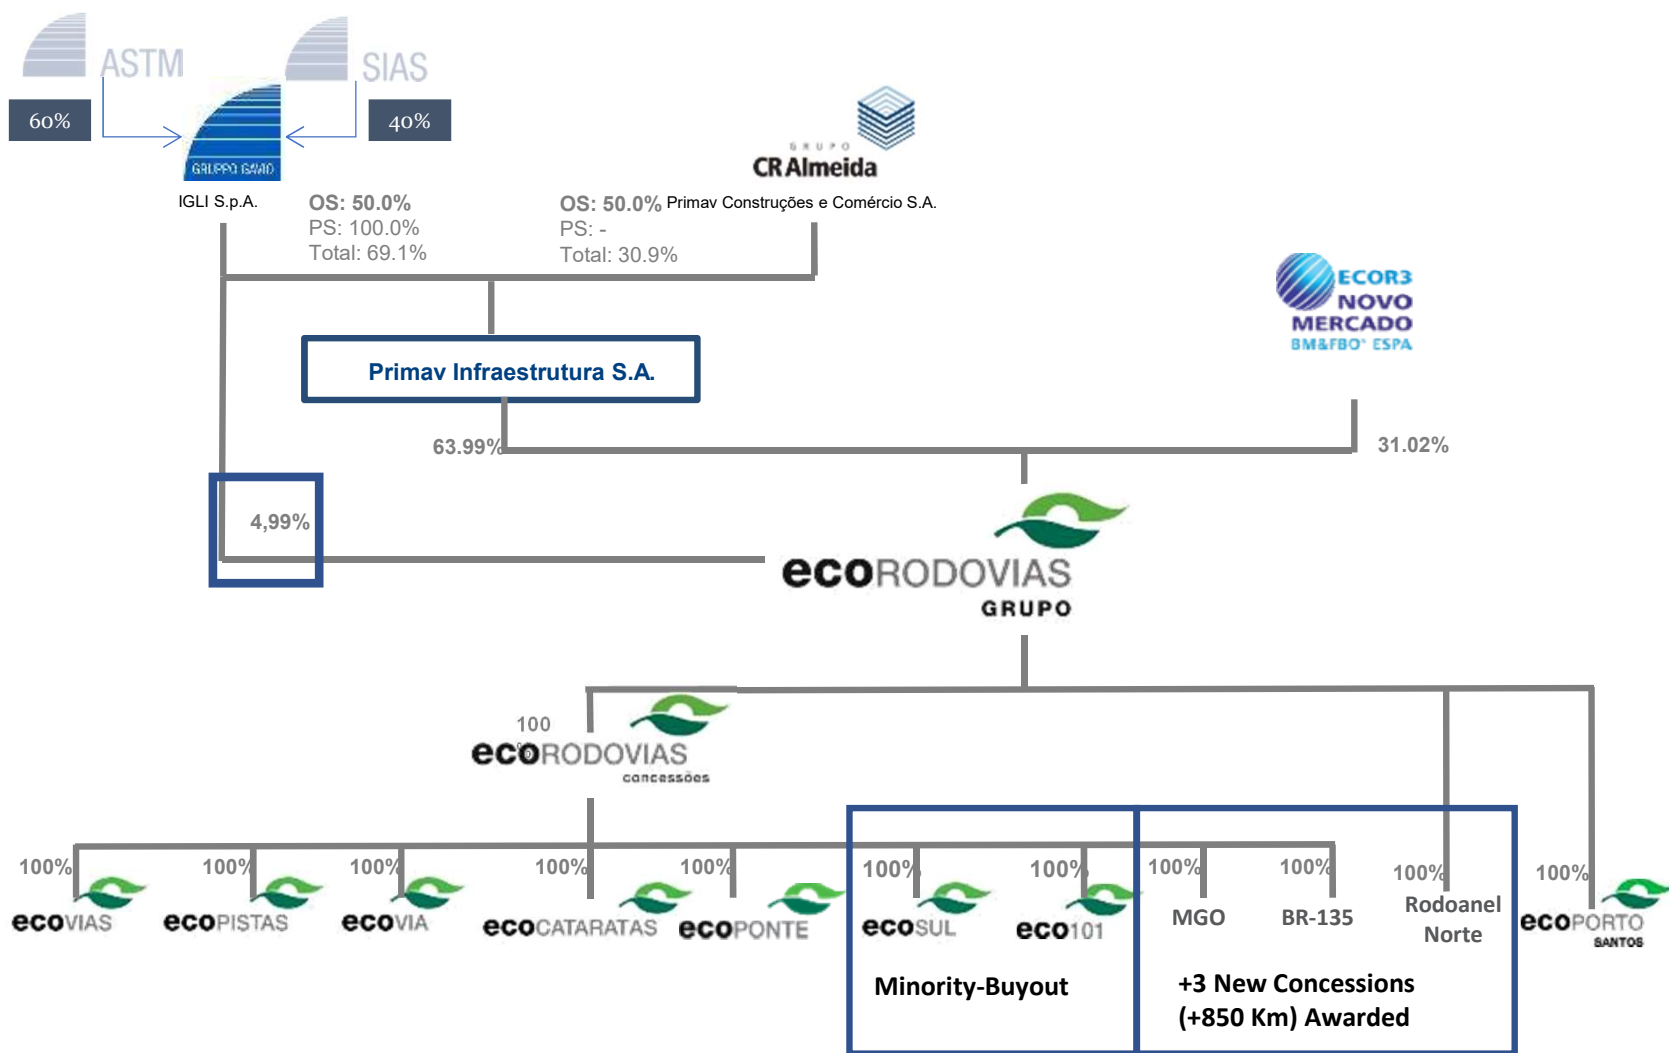 ASTM
SIAS
60%
40%
GRUPPO GAVIO
GRUPO
CR Almeida
IGLI S.p.A.
OS: 50.0%
PS: 100.0%
Total: 69.1%
OS: 50.0%
PS: -
Total: 30.9%
Primav Construções e Comércio S.A.
ECOR3
NOVO
MERCADO
BM&FBO* ESPA
Primav Infraestrutura S.A.
63.99%
31.02%
4,99%
ecoRODOVIAS
GRUPO
100
%
ecoRODOVIAS
concessões
100%
100%
100%
100%
100%
100%
100%
100%
100%
100%
100%
ecoVIAS
ecoPISTAS
ecoVIA
ecoCATARATAS
ecoPONTE
ecoSUL
eco101
MGO
BR-135
Rodoanel
Norte
ecoPORTO
SANTOS
Minority-Buyout
+3 New Concessions
(+850 Km) Awarded